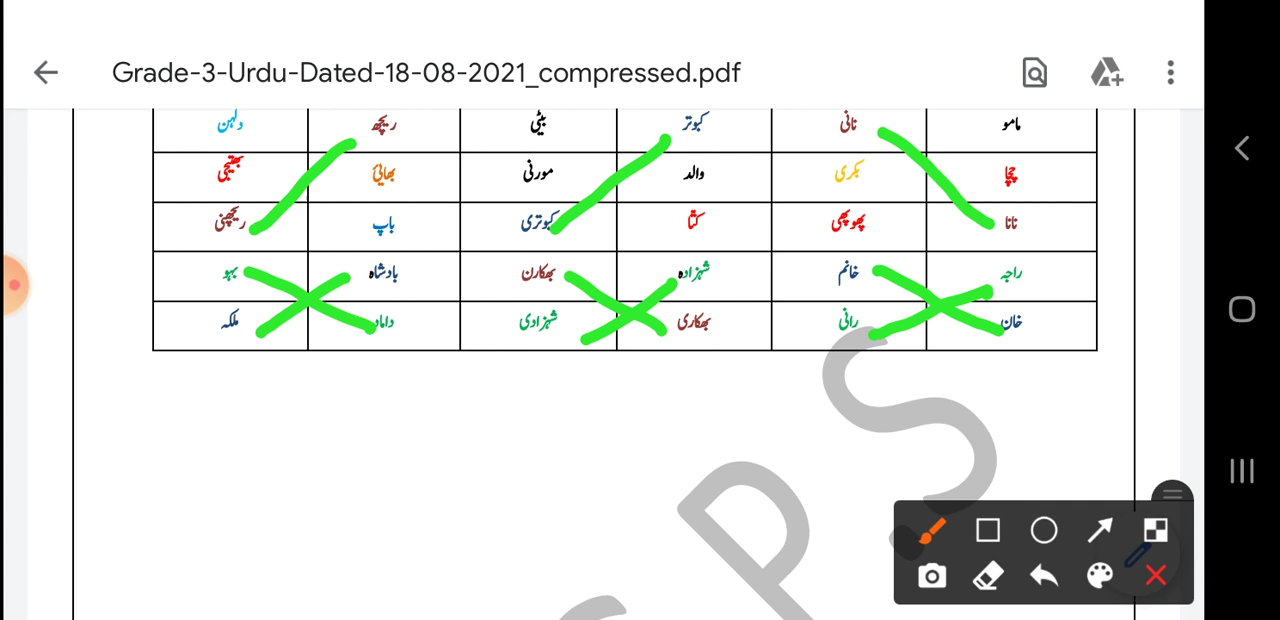 Grade-3-Urdu-Dated-18-08-2021_compressed.pdf
مامو نانی کبوتر بیٹی ریچھ دلہن
چچا بکری والد مورنی بھائی بھتیجی
نانا پھوپھی کتا کبوتری باپ ریچھنی
راجہ خانم شہزادہ بھکارن بادشاہ بہو
خان رانی بھکاری شہزادی داماد ملکہ
P S